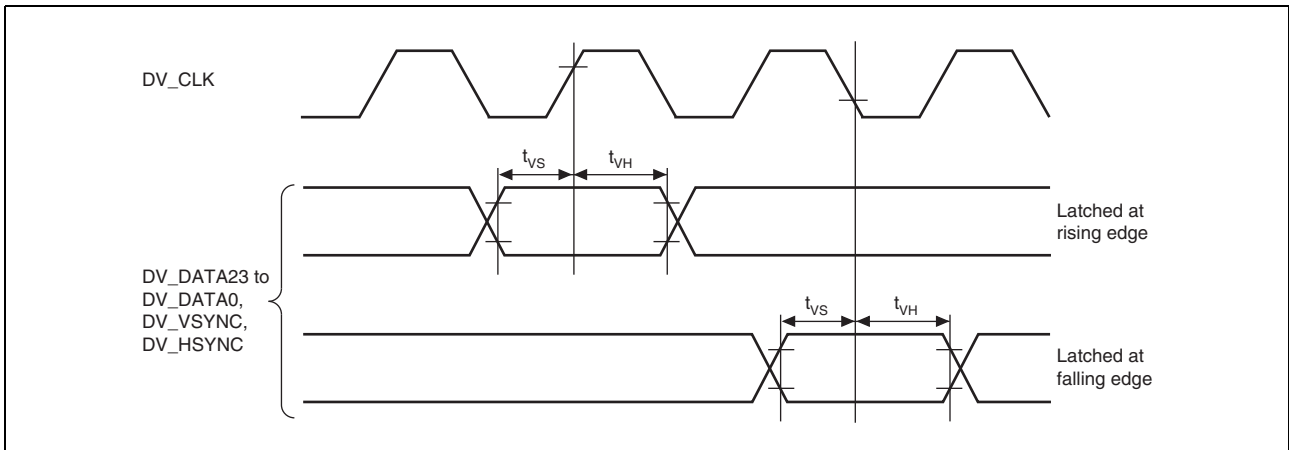 DV_CLK
tVS
tVH
Latched at
rising edge
DV_DATA23 to
DV_DATA0,
DV_VSYNC,
DV_HSYNC
tVS
tVH
Latched at
falling edge